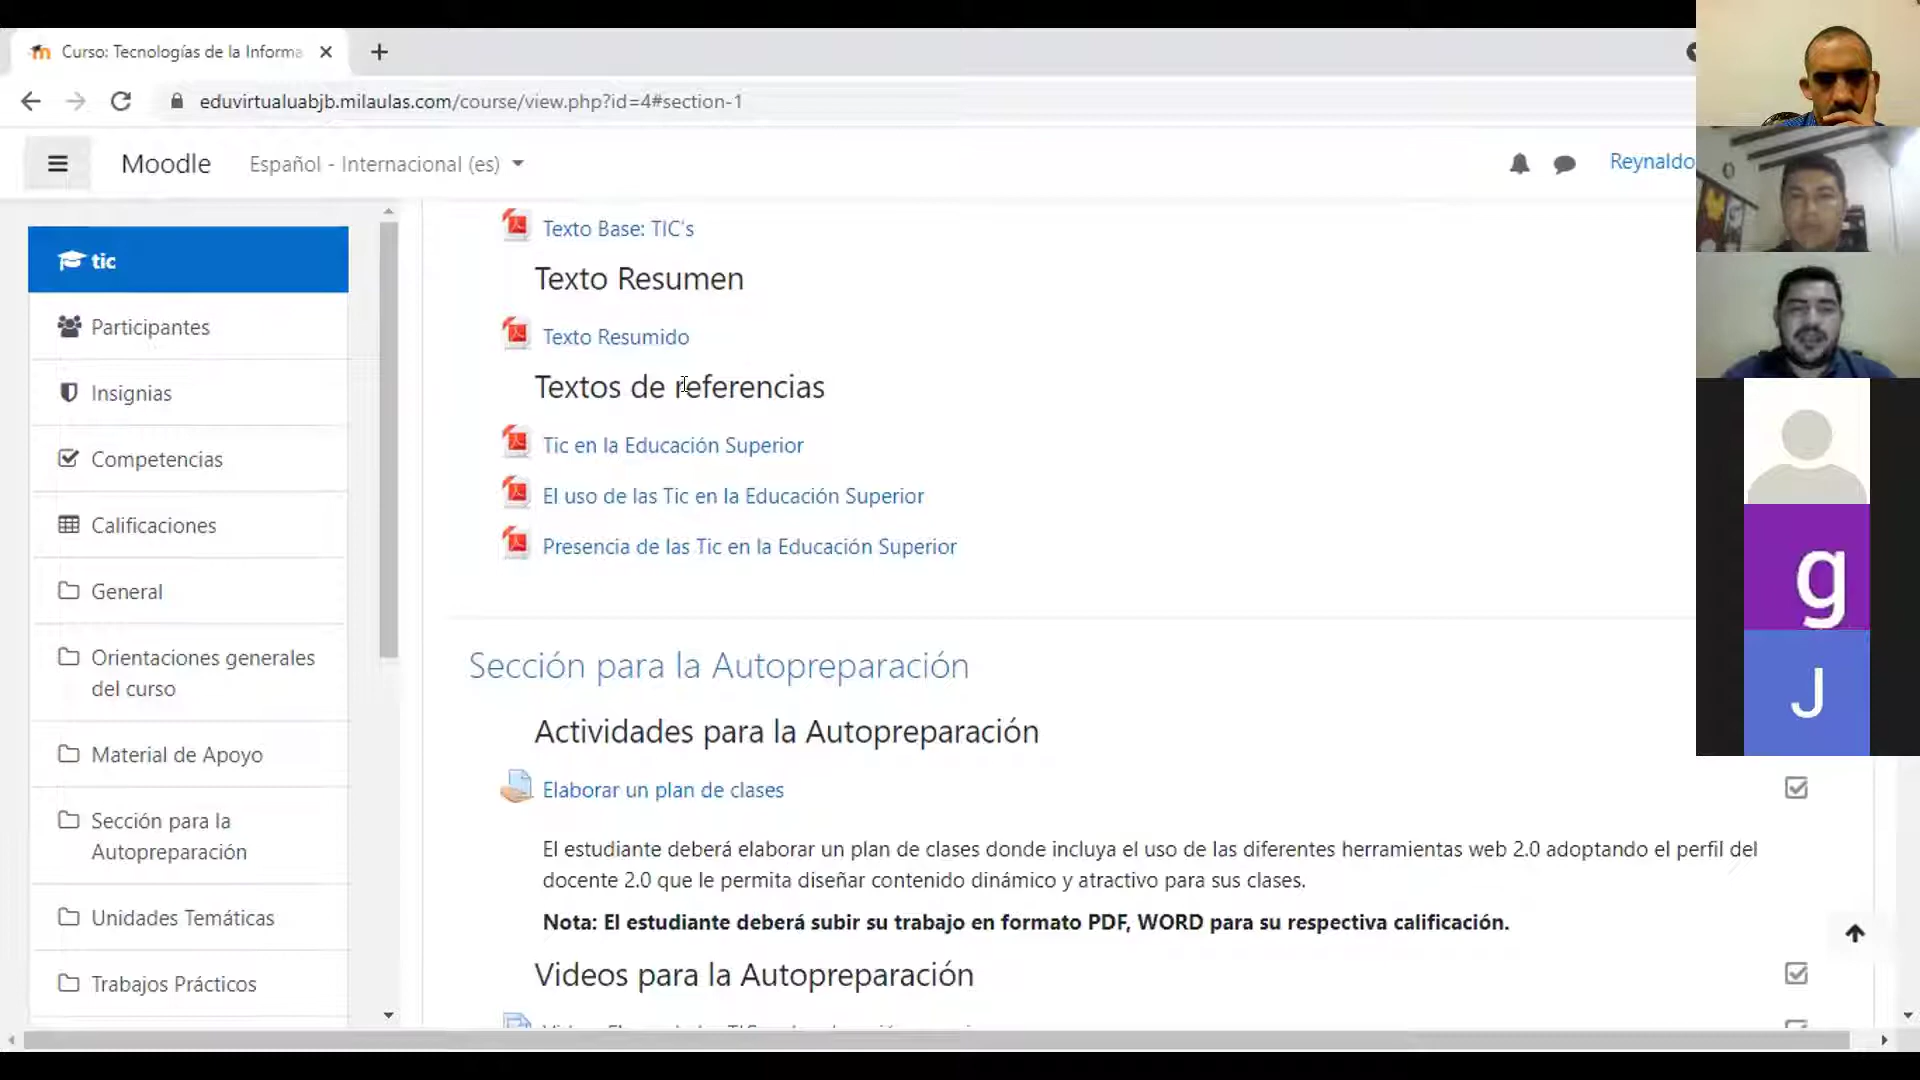 Curso: Tecnologías de la Informa
eduvirtualuabjb.milaulas.com/course/view.php?id=4#section-1
Moodle
Español - Internacional (es)
Reynaldo
tic
Participantes
Insignias
Competencias
Calificaciones
General
Orientaciones generales
del curso
Material de Apoyo
Sección para la
Autopreparación
Unidades Temáticas
Trabajos Prácticos
Texto Base: TIC's
Texto Resumen
Texto Resumido
Textos de referencias
Tic en la Educación Superior
El uso de las Tic en la Educación Superior
Presencia de las Tic en la Educación Superior
Sección para la Autopreparación
Actividades para la Autopreparación
Elaborar un plan de clases
El estudiante deberá elaborar un plan de clases donde incluya el uso de las diferentes herramientas web 2.0 adoptando el perfil del
docente 2.0 que le permita diseñar contenido dinámico y atractivo para sus clases.
Nota: El estudiante deberá subir su trabajo en formato PDF, WORD para su respectiva calificación.
Videos para la Autopreparación
g
J